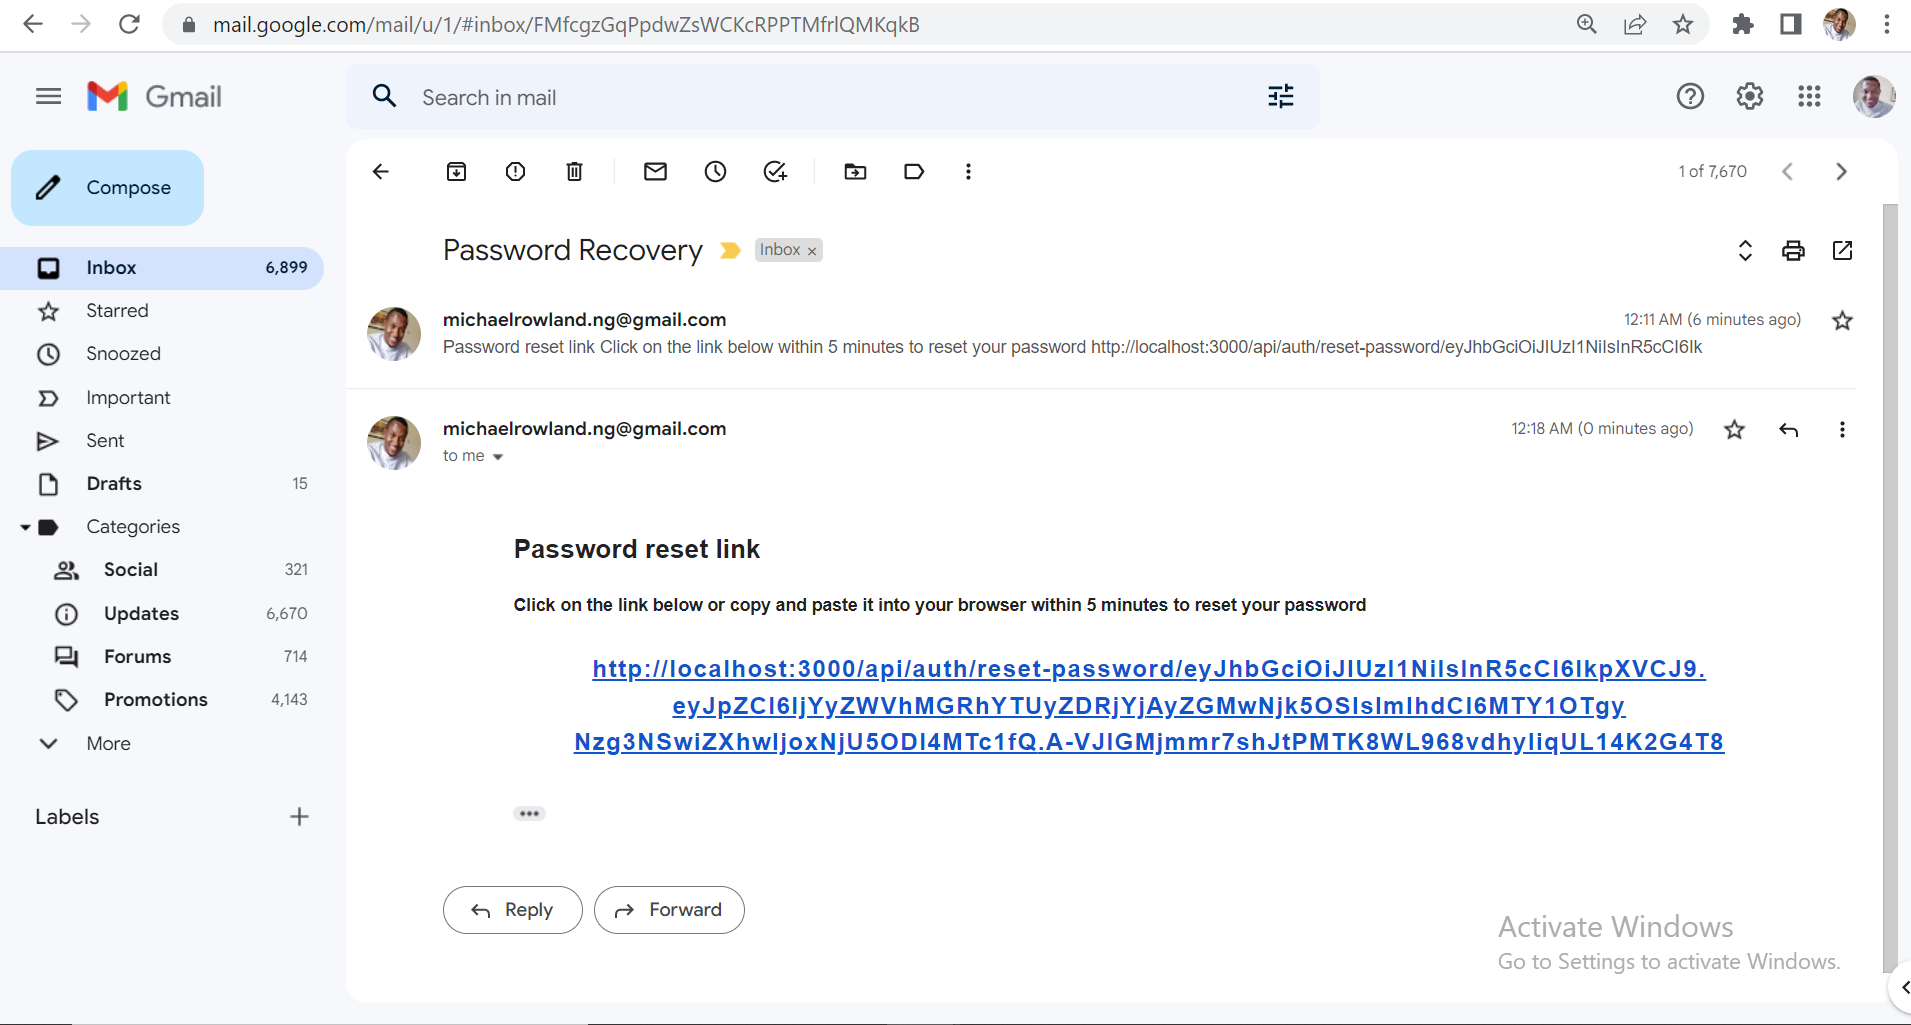 mail.google.com/mail/u/1/#inbox/FMfcgzGqPpdwZsWCKcRPPTMfrlQMKqkB
Gmail
Search in mail
Compose
1 of 7,670
Inbox 6,899
Starred
Snoozed
Important
Sent
Drafts 15
Categories
Social 321
Updates 6,670
Forums 714
Promotions 4,143
More
Labels
Password Recovery Inbox ×
michaelrowland.ng@gmail.com 12:11 AM (6 minutes ago)
Password reset link Click on the link below within 5 minutes to reset your password http://localhost:3000/api/auth/reset-password/eyJhbGciOiJIUzI1NiIsInR5cCI6Ik
michaelrowland.ng@gmail.com 12:18 AM (0 minutes ago)
to me
Password reset link
Click on the link below or copy and paste it into your browser within 5 minutes to reset your password
http://localhost:3000/api/auth/reset-password/eyJhbGciOiJIUzI1NiIsInR5cCI6IkpXVCJ9.
eyJpZCI6IjYyZWVhMGRhYTUyZDRjYjAyZGMwNjk5OSIsImlhdCI6MTY1OTgy
Nzg3NSwiZXhwIjoxNjU5ODI4MTc1fQ.A-VJIGMjmmr7shJtPMTK8WL968vdhyIiqUL14K2G4T8
Reply
Forward
Activate Windows
Go to Settings to activate Windows.